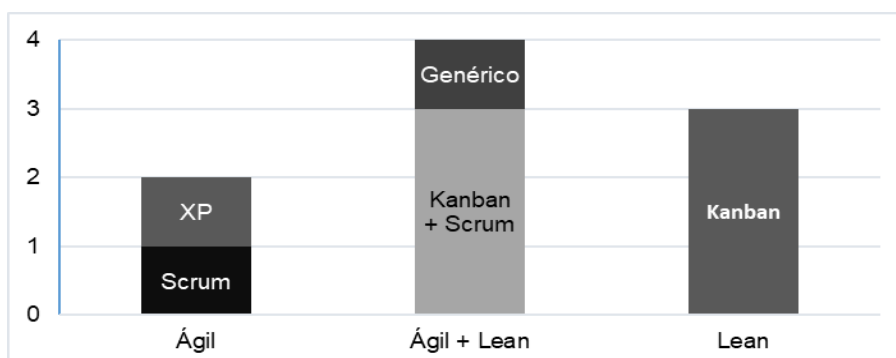 4
Genérico
3
Kanban
+ Scrum
Kanban
2
XP
1
Scrum
0
Ágil
Ágil + Lean
Lean